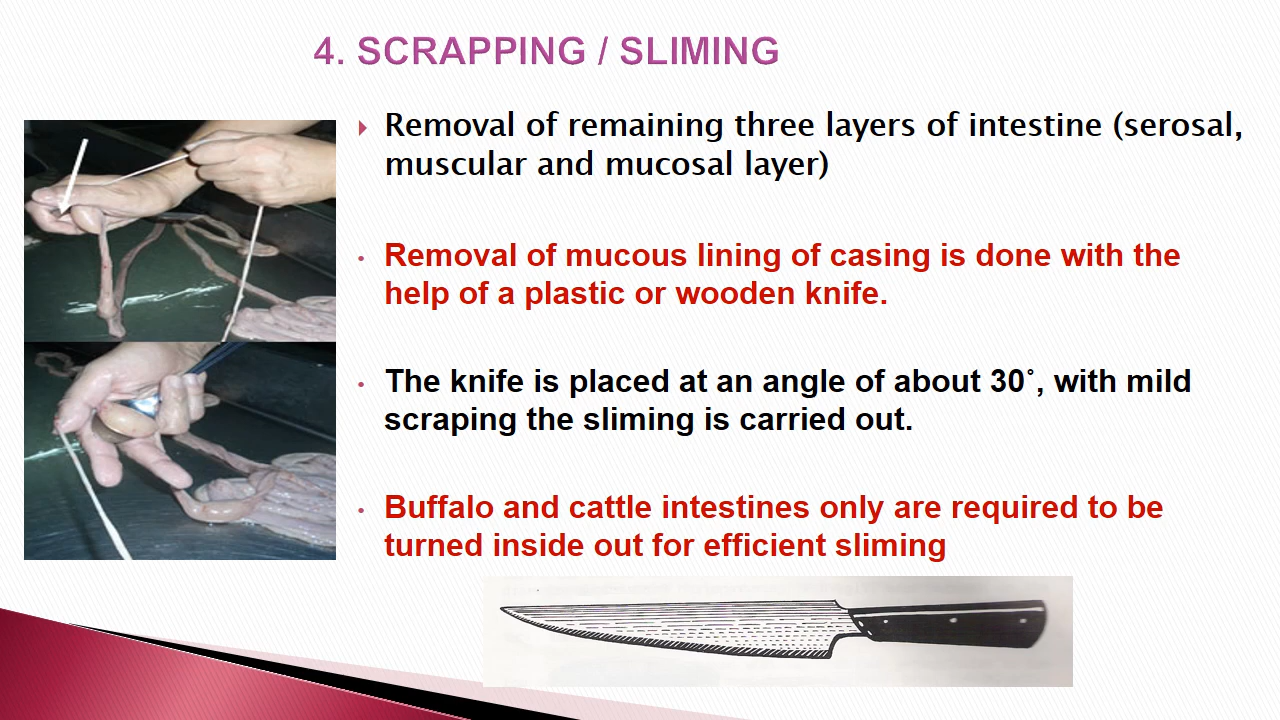 4. SCRAPPING / SLIMING
Removal of remaining three layers of intestine (serosal,
muscular and mucosal layer)
Removal of mucous lining of casing is done with the
help of a plastic or wooden knife.
The knife is placed at an angle of about 30˚, with mild
scraping the sliming is carried out.
Buffalo and cattle intestines only are required to be
turned inside out for efficient sliming